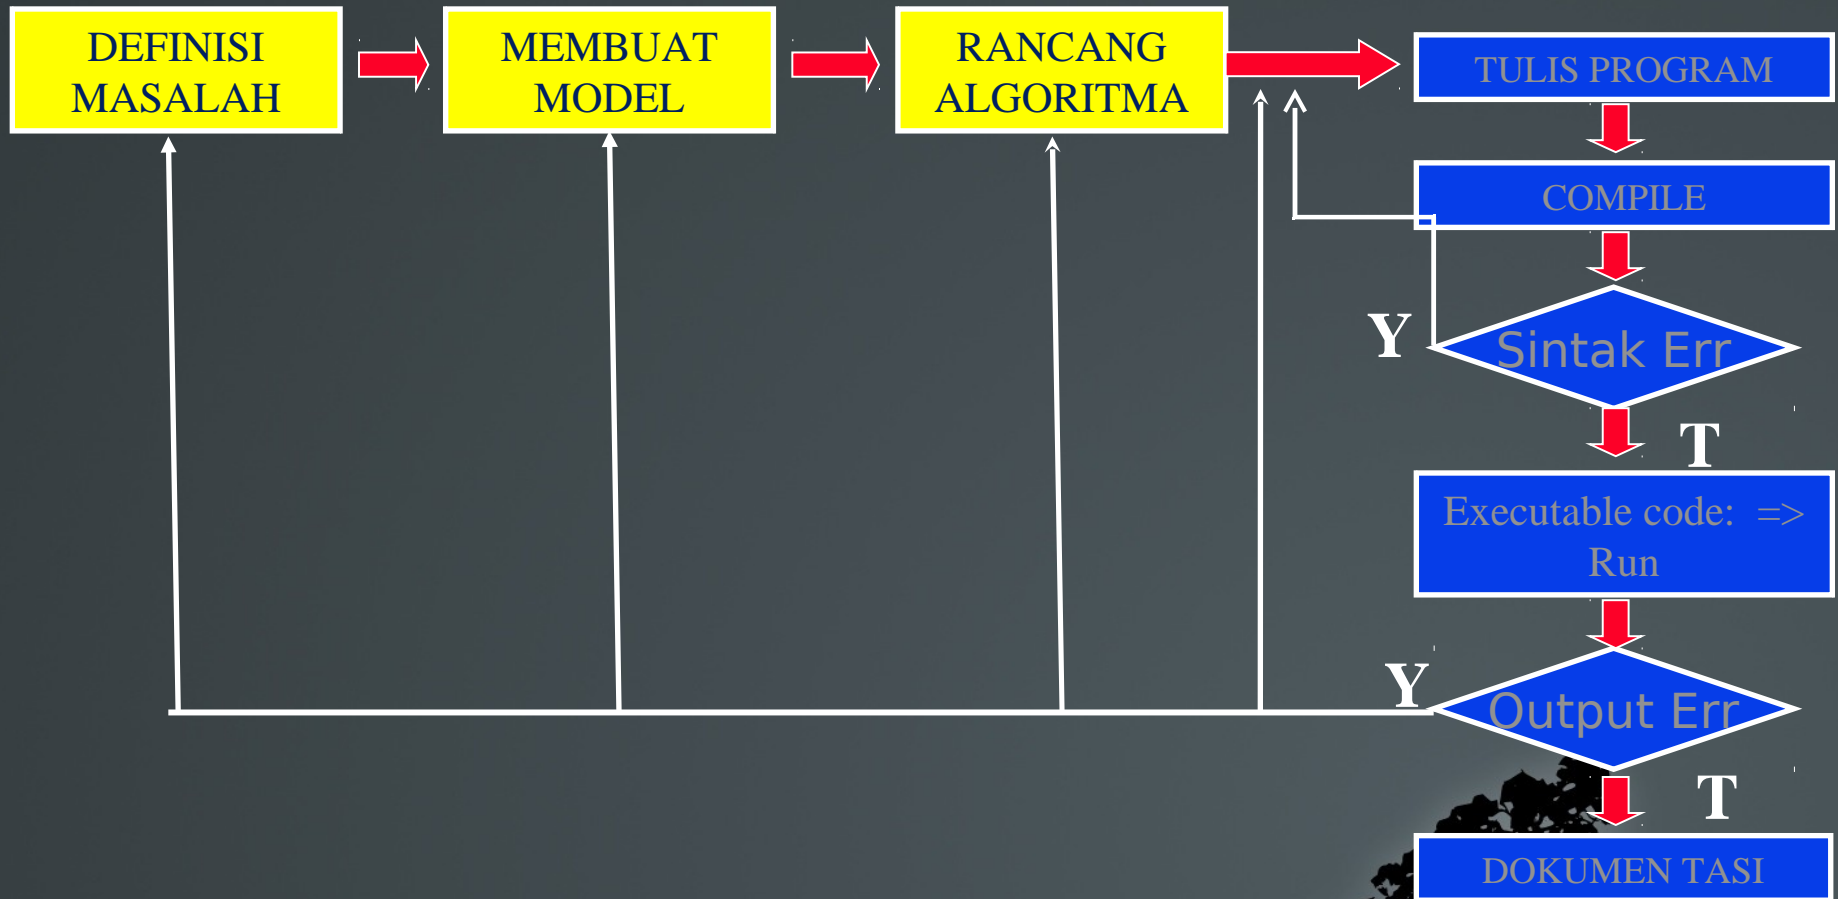 DEFINISI
MASALAH
MEMBUAT
MODEL
RANCANG
ALGORITMA
TULIS PROGRAM
COMPILE
Y
Sintak Err
T
Executable code:  =>
Run
Y
Output Err
T
DOKUMEN TASI